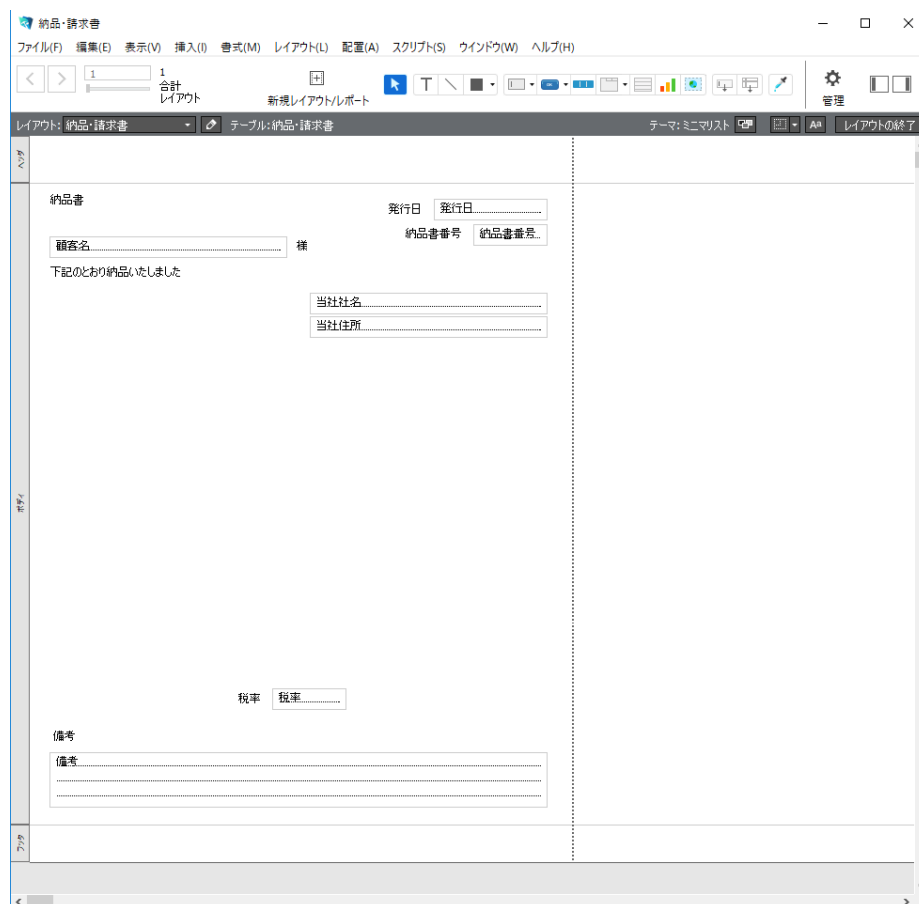 納品・請求書
ファイル(F) 編集(E) 表示(V) 挿入(I) 書式(M) レイアウト(L) 配置(A) スクリプト(S) ウインドウ(W) ヘルプ(H)
1
1
合計
レイアウト
新規レイアウト/レポート
管理
レイアウト: 納品・請求書 テーブル:納品・請求書 テーマ: ミニマリスト Aa レイアウトの終了
ヘッダ
納品書
発行日 発行日
納品書番号 納品書番号
顧客名 様
下記のとおり納品いたしました
当社社名
当社住所
ボディ
税率 税率
備考
備考
フッタ